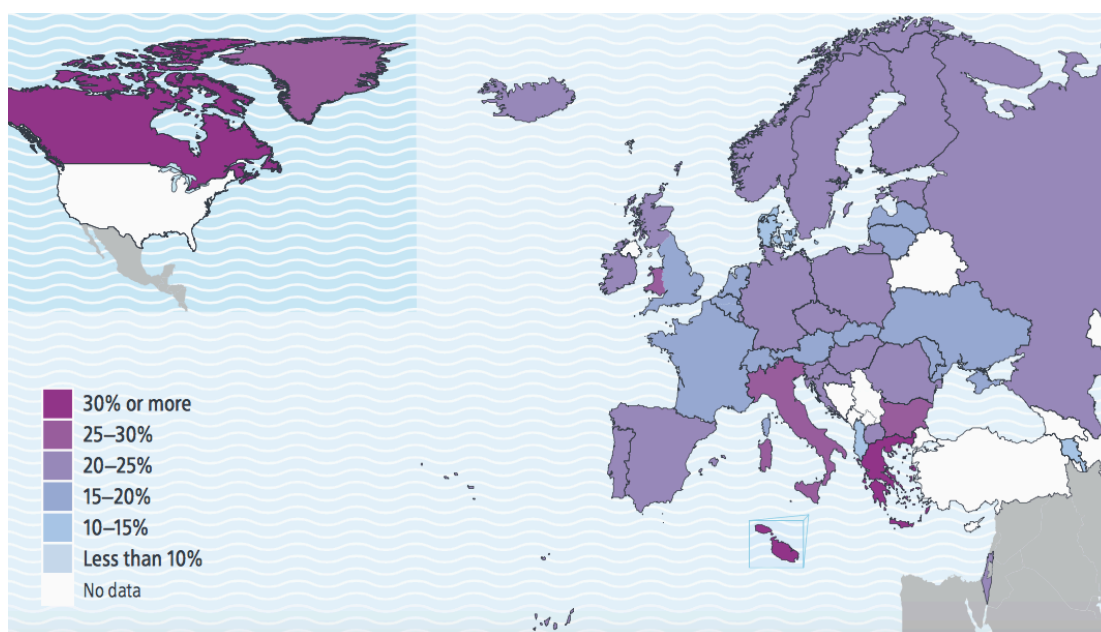 30% or more
25–30%
20–25%
15–20%
10–15%
Less than 10%
No data